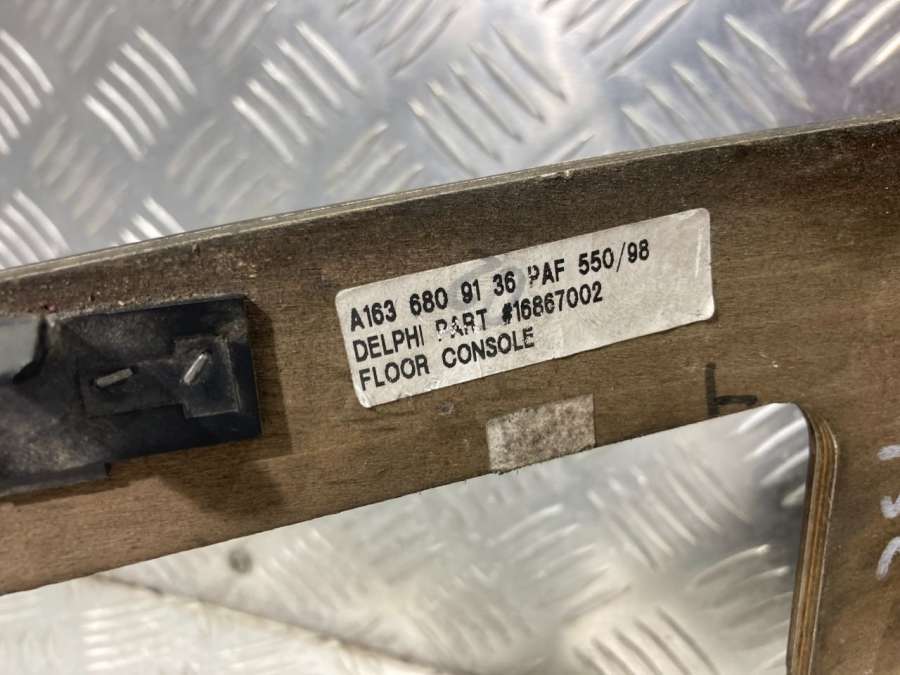 A163 680 91 36 PAF 550/98
DELPHI PART #16867002
FLOOR CONSOLE